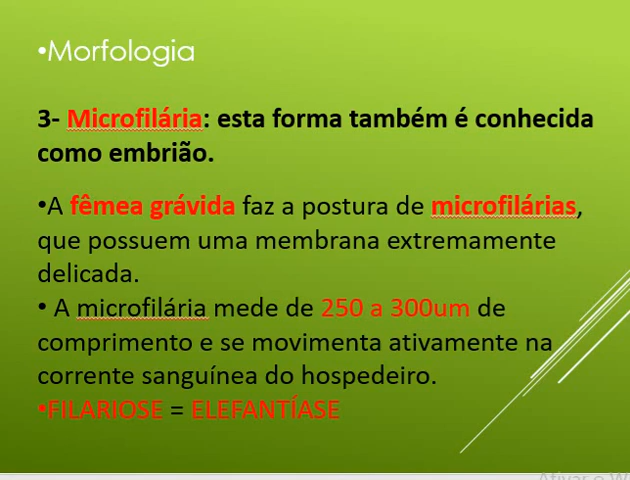 •Morfologia
3- Microfilária: esta forma também é conhecida
como embrião.
•A fêmea grávida faz a postura de microfilárias,
que possuem uma membrana extremamente
delicada.
• A microfilária mede de 250 a 300um de
comprimento e se movimenta ativamente na
corrente sanguínea do hospedeiro.
•FILARIOSE = ELEFANTÍASE